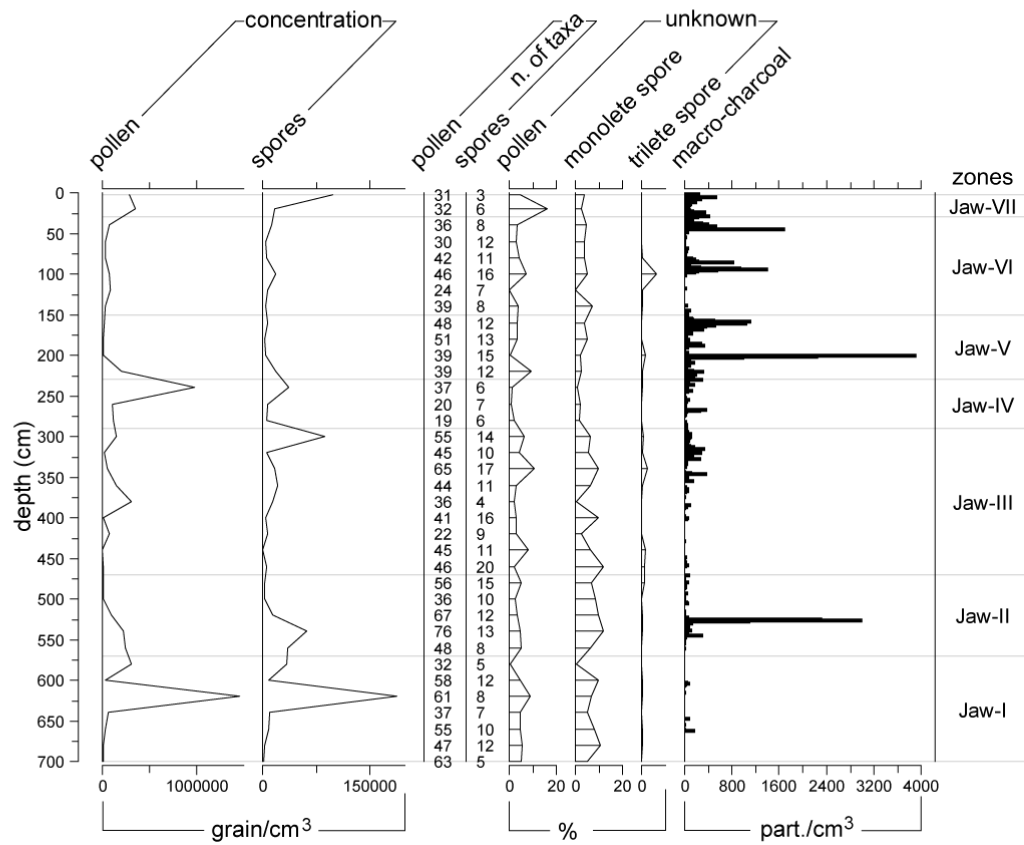 concentration
n. of taxa
unknown
pollen
spores
pollen
spores
pollen
monolete spore
trilete spore
macro-charcoal
zones
depth (cm)
0 31 3 Jaw-VII
32 6
36 8
50 30 12
42 11 Jaw-VI
100 46 16
24 7
39 8
150 48 12
51 13 Jaw-V
200 39 15
39 12
37 6
250 20 7 Jaw-IV
19 6
300 55 14
45 10
65 17
350 44 11
36 4 Jaw-III
400 41 16
22 9
45 11
450 46 20
56 15
500 36 10
67 12 Jaw-II
76 13
550 48 8
32 5
600 58 12
61 8
37 7 Jaw-I
650 55 10
47 12
700 63 5
0 1000000 0 150000 0 20 0 20 0 0 800 1600 2400 3200 4000
grain/cm³ % part./cm³